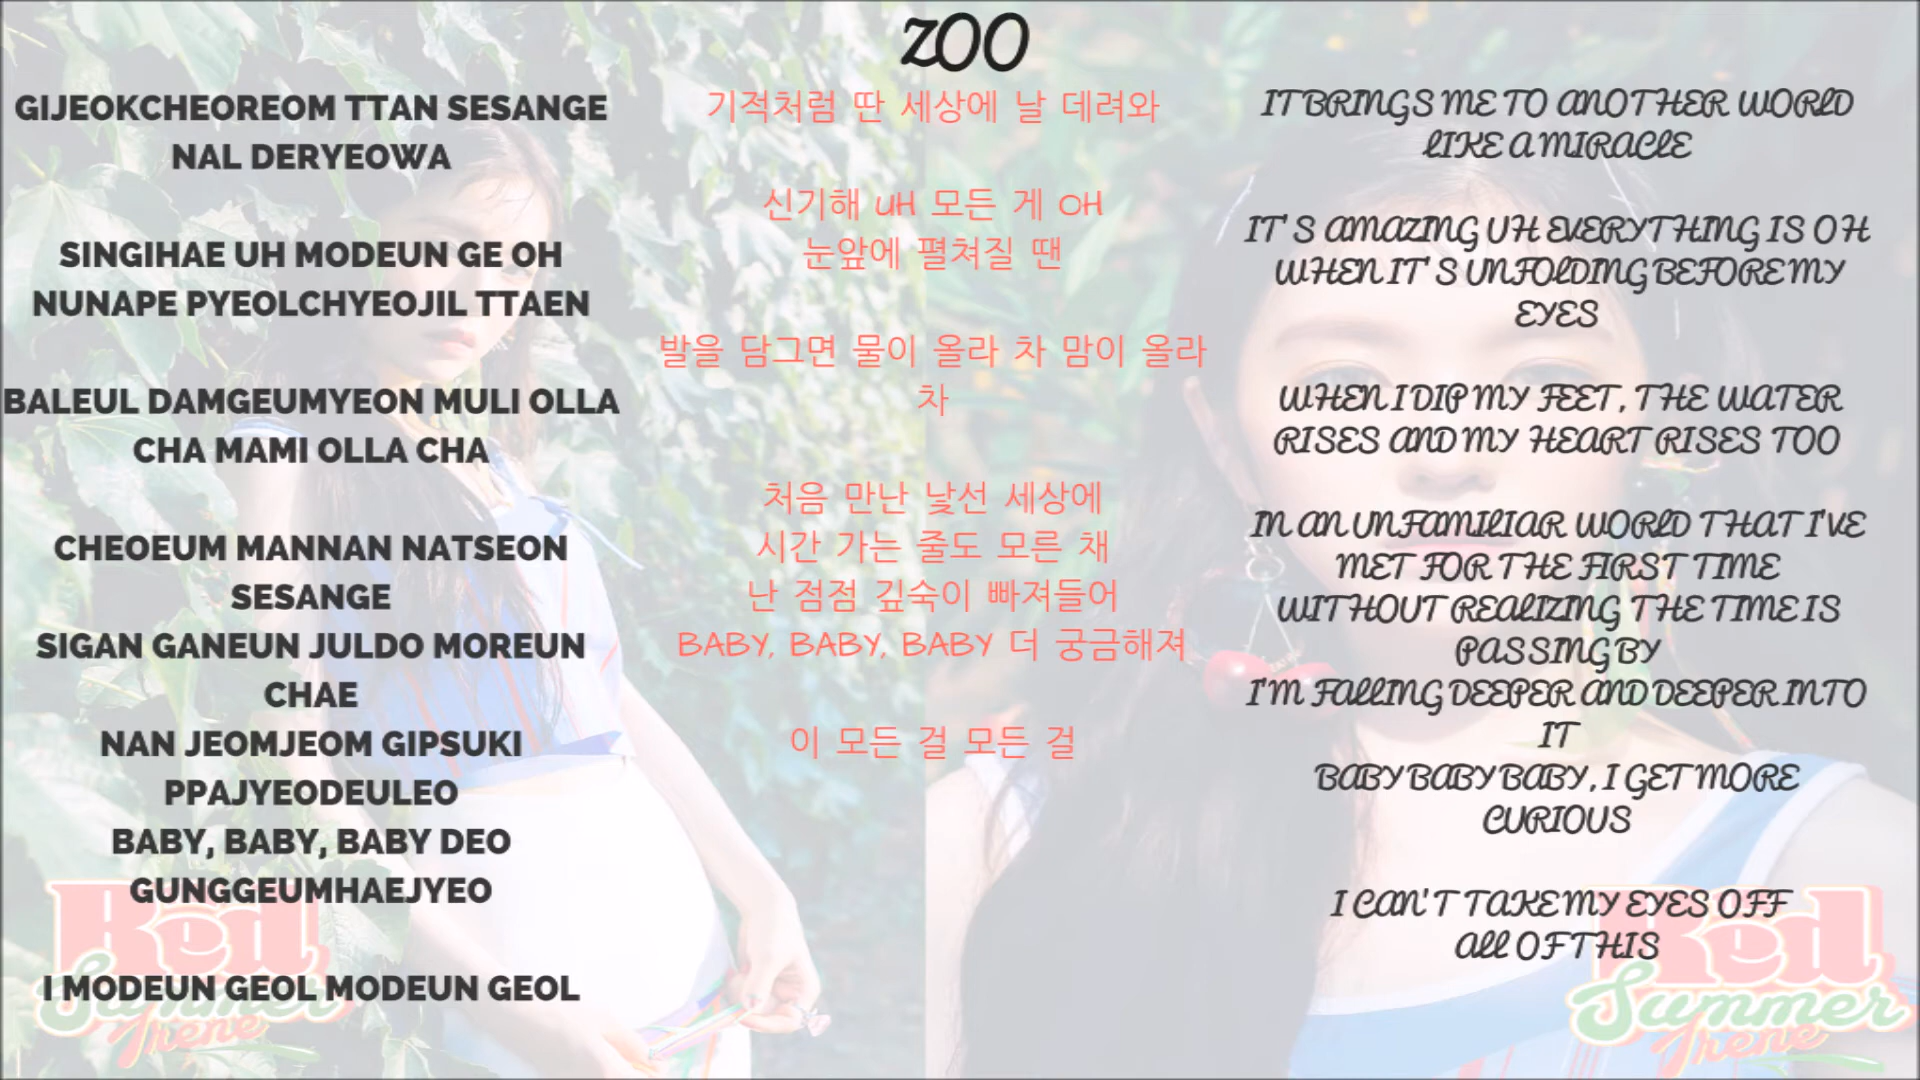 ZOO
GIJEOKCHEOREOM TTAN SESANGE
NAL DERYEOWA
SINGIHAE UH MODEUN GE OH
NUNAPE PYEOLCHYEOJIL TTAEN
BALEUL DAMGEUMYEON MULI OLLA
CHA MAMI OLLA CHA
CHEOEUM MANNAN NATSEON
SESANGE
SIGAN GANEUN JULDO MOREUN
CHAE
NAN JEOMJEOM GIPSUKI
PPAJYEODEULEO
BABY, BABY, BABY DEO
GUNGGEUMHAEJYEO
I MODEUN GEOL MODEUN GEOL
기적처럼 딴 세상에 날 데려와
신기해 UH 모든 게 OH
눈앞에 펼쳐질 땐
발을 담그면 물이 올라 차 맘이 올라
차
처음 만난 낯선 세상에
시간 가는 줄도 모른 채
난 점점 깊숙이 빠져들어
BABY, BABY, BABY 더 궁금해져
이 모든 걸 모든 걸
IT BRINGS ME TO ANOTHER WORLD
LIKE A MIRACLE
IT'S AMAZING UH EVERYTHING IS OH
WHEN IT'S UNFOLDING BEFORE MY
EYES
WHEN I DIP MY FEET, THE WATER
RISES AND MY HEART RISES TOO
IN AN UNFAMILIAR WORLD THAT I'VE
MET FOR THE FIRST TIME
WITHOUT REALIZING THE TIME IS
PASSING BY
I'M FALLING DEEPER AND DEEPER INTO
IT
BABY BABY BABY, I GET MORE
CURIOUS
I CAN'T TAKE MY EYES OFF
ALL OF THIS
Red
Summer
Irene
Red
Summer
Irene